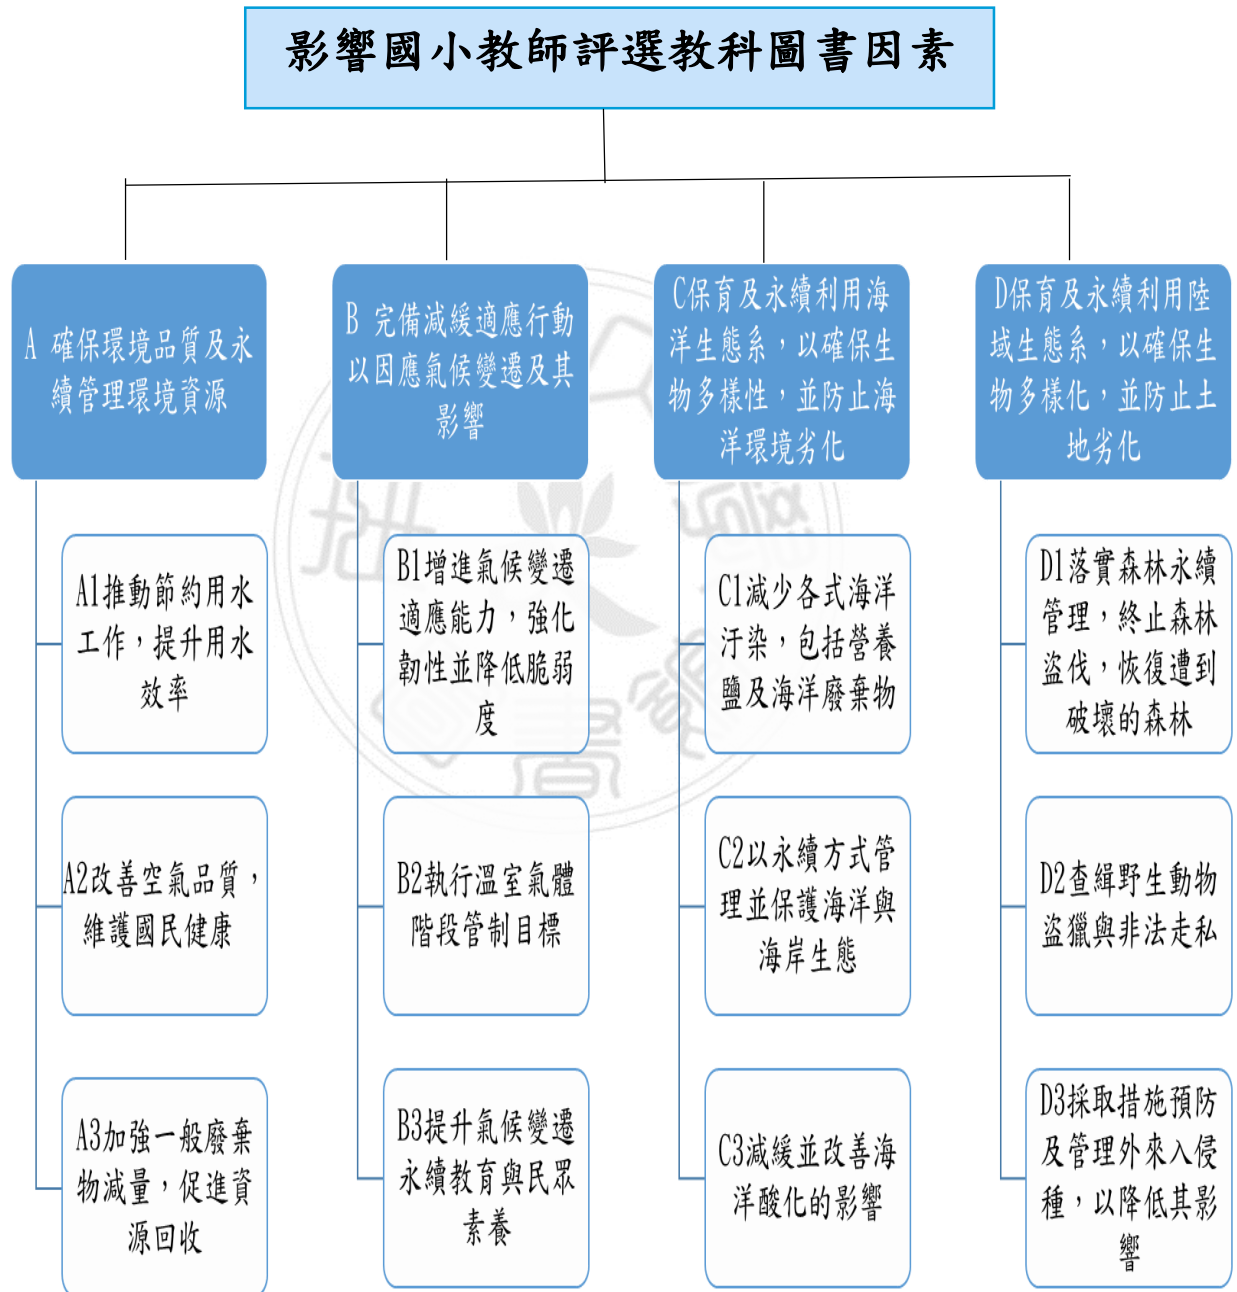 影響國小教師評選教科圖書因素
A 確保環境品質及永
續管理環境資源
B 完備減緩適應行動
以因應氣候變遷及其
影響
C保育及永續利用海
洋生態系，以確保生
物多樣性，並防止海
洋環境劣化
D保育及永續利用陸
域生態系，以確保生
物多樣化，並防止土
地劣化
A1推動節約用水
工作，提升用水
效率
B1增進氣候變遷
適應能力，強化
韌性並降低脆弱
度
C1減少各式海洋
汙染，包括營養
鹽及海洋廢棄物
D1落實森林永續
管理，終止森林
盜伐，恢復遭到
破壞的森林
A2改善空氣品質，
維護國民健康
B2執行溫室氣體
階段管制目標
C2以永續方式管
理並保護海洋與
海岸生態
D2查緝野生動物
盜獵與非法走私
A3加強一般廢棄
物減量，促進資
源回收
B3提升氣候變遷
永續教育與民眾
素養
C3減緩並改善海
洋酸化的影響
D3採取措施預防
及管理外來入侵
種，以降低其影
響